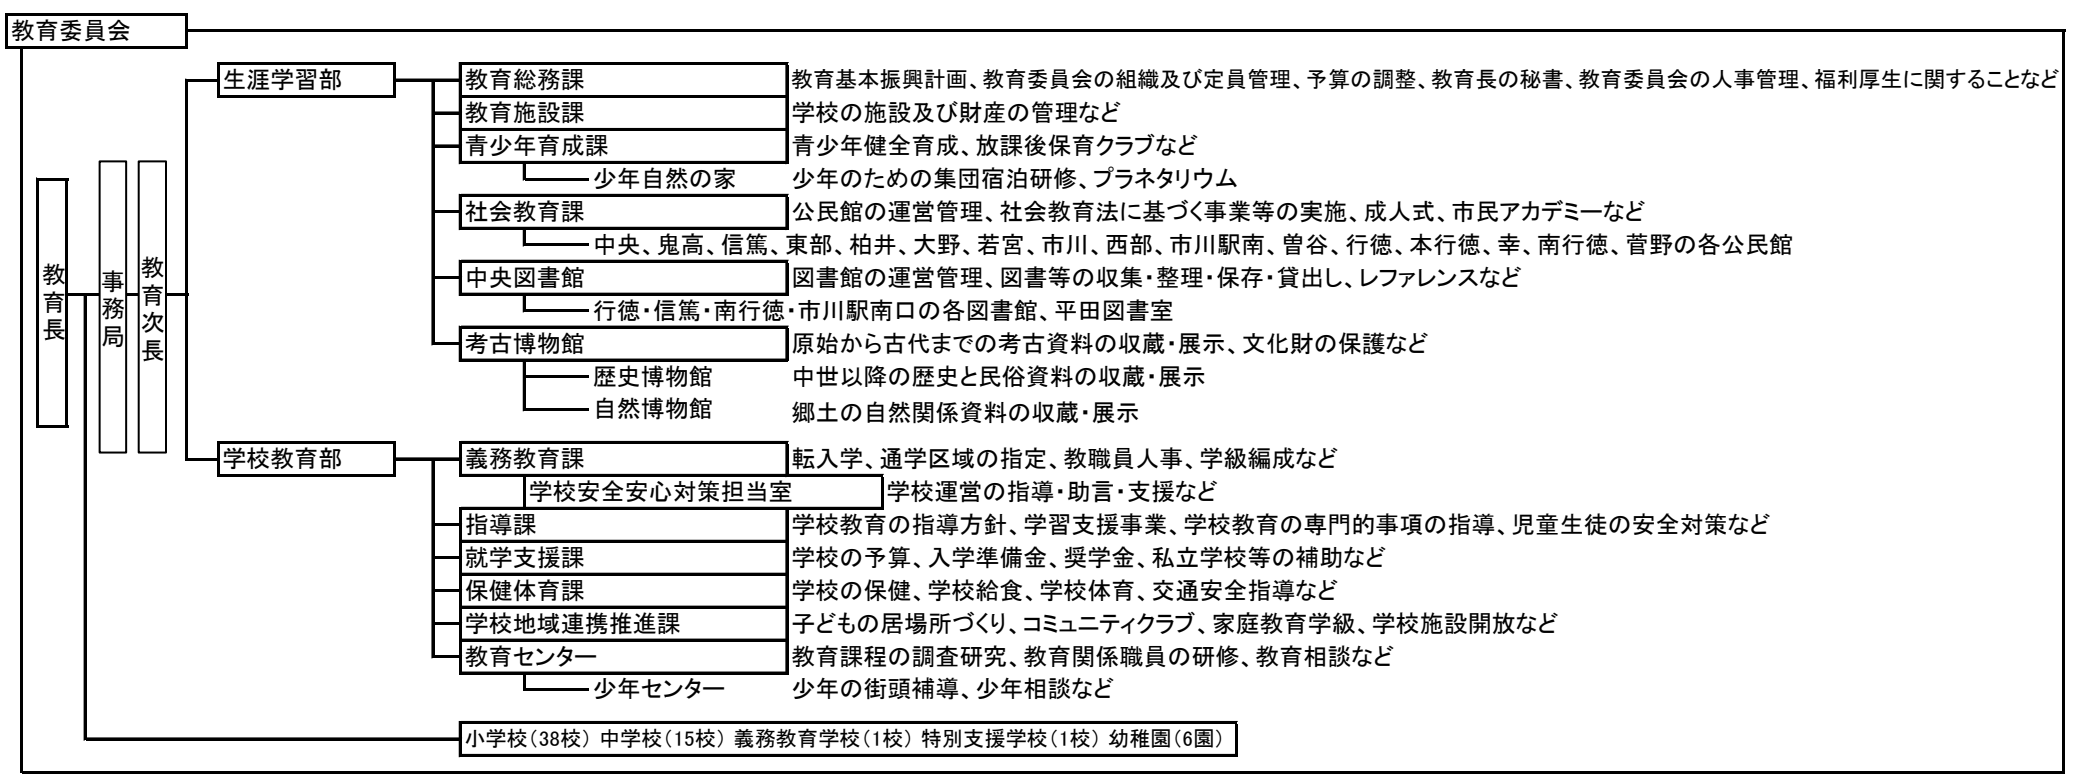 教育委員会
生涯学習部
教育総務課 教育基本振興計画、教育委員会の組織及び定員管理、予算の調整、教育長の秘書、教育委員会の人事管理、福利厚生に関することなど
教育施設課 学校の施設及び財産の管理など
青少年育成課 青少年健全育成、放課後保育クラブなど
少年自然の家 少年のための集団宿泊研修、プラネタリウム
社会教育課 公民館の運営管理、社会教育法に基づく事業等の実施、成人式、市民アカデミーなど
中央、鬼高、信篤、東部、柏井、大野、若宮、市川、西部、市川駅南、曽谷、行徳、本行徳、幸、南行徳、菅野の各公民館
教育長
事務局
教育次長
中央図書館 図書館の運営管理、図書等の収集・整理・保存・貸出し、レファレンスなど
行徳・信篤・南行徳・市川駅南口の各図書館、平田図書室
考古博物館 原始から古代までの考古資料の収蔵・展示、文化財の保護など
歴史博物館 中世以降の歴史と民俗資料の収蔵・展示
自然博物館 郷土の自然関係資料の収蔵・展示
学校教育部
義務教育課 転入学、通学区域の指定、教職員人事、学級編成など
学校安全安心対策担当室 学校運営の指導・助言・支援など
指導課 学校教育の指導方針、学習支援事業、学校教育の専門的事項の指導、児童生徒の安全対策など
就学支援課 学校の予算、入学準備金、奨学金、私立学校等の補助など
保健体育課 学校の保健、学校給食、学校体育、交通安全指導など
学校地域連携推進課 子どもの居場所づくり、コミュニティクラブ、家庭教育学級、学校施設開放など
教育センター 教育課程の調査研究、教育関係職員の研修、教育相談など
少年センター 少年の街頭補導、少年相談など
小学校（38校） 中学校（15校） 義務教育学校（1校） 特別支援学校（1校） 幼稚園（6園）